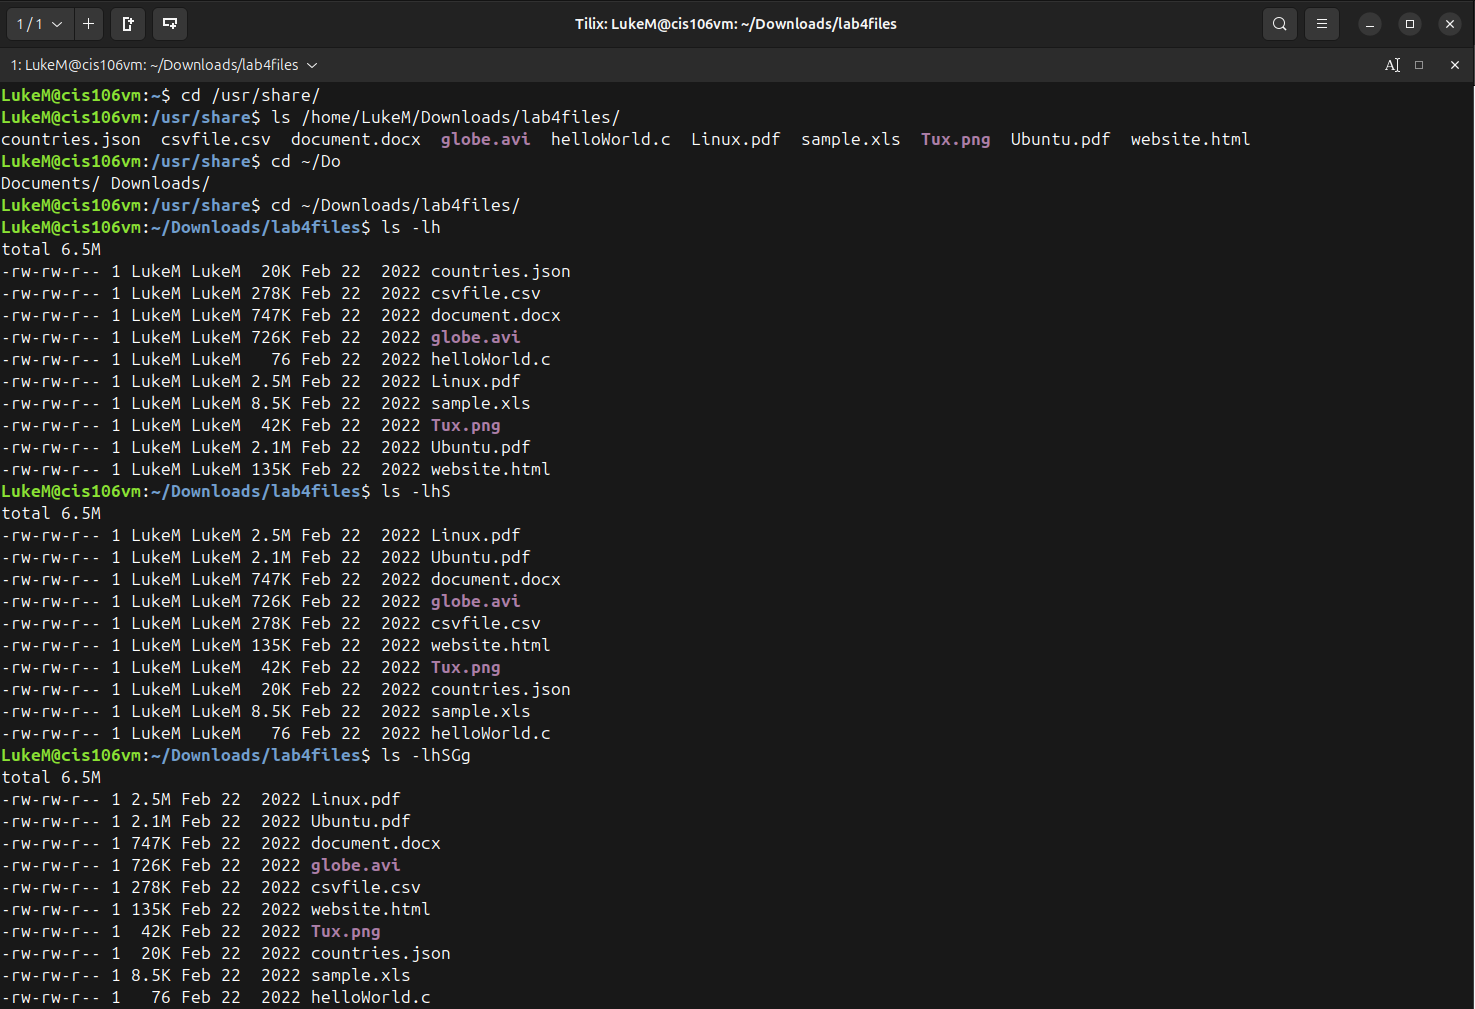 1 / 1
Tilix: LukeM@cis106vm: ~/Downloads/lab4files
1: LukeM@cis106vm: ~/Downloads/lab4files
LukeM@cis106vm:~$ cd /usr/share/
LukeM@cis106vm:/usr/share$ ls /home/LukeM/Downloads/lab4files/
countries.json  csvfile.csv  document.docx  globe.avi  helloWorld.c  Linux.pdf  sample.xls  Tux.png  Ubuntu.pdf  website.html
LukeM@cis106vm:/usr/share$ cd ~/Do
Documents/ Downloads/
LukeM@cis106vm:/usr/share$ cd ~/Downloads/lab4files/
LukeM@cis106vm:~/Downloads/lab4files$ ls -lh
total 6.5M
-rw-rw-r-- 1 LukeM LukeM  20K Feb 22  2022 countries.json
-rw-rw-r-- 1 LukeM LukeM 278K Feb 22  2022 csvfile.csv
-rw-rw-r-- 1 LukeM LukeM 747K Feb 22  2022 document.docx
-rw-rw-r-- 1 LukeM LukeM 726K Feb 22  2022 globe.avi
-rw-rw-r-- 1 LukeM LukeM   76 Feb 22  2022 helloWorld.c
-rw-rw-r-- 1 LukeM LukeM 2.5M Feb 22  2022 Linux.pdf
-rw-rw-r-- 1 LukeM LukeM 8.5K Feb 22  2022 sample.xls
-rw-rw-r-- 1 LukeM LukeM  42K Feb 22  2022 Tux.png
-rw-rw-r-- 1 LukeM LukeM 2.1M Feb 22  2022 Ubuntu.pdf
-rw-rw-r-- 1 LukeM LukeM 135K Feb 22  2022 website.html
LukeM@cis106vm:~/Downloads/lab4files$ ls -lhS
total 6.5M
-rw-rw-r-- 1 LukeM LukeM 2.5M Feb 22  2022 Linux.pdf
-rw-rw-r-- 1 LukeM LukeM 2.1M Feb 22  2022 Ubuntu.pdf
-rw-rw-r-- 1 LukeM LukeM 747K Feb 22  2022 document.docx
-rw-rw-r-- 1 LukeM LukeM 726K Feb 22  2022 globe.avi
-rw-rw-r-- 1 LukeM LukeM 278K Feb 22  2022 csvfile.csv
-rw-rw-r-- 1 LukeM LukeM 135K Feb 22  2022 website.html
-rw-rw-r-- 1 LukeM LukeM  42K Feb 22  2022 Tux.png
-rw-rw-r-- 1 LukeM LukeM  20K Feb 22  2022 countries.json
-rw-rw-r-- 1 LukeM LukeM 8.5K Feb 22  2022 sample.xls
-rw-rw-r-- 1 LukeM LukeM   76 Feb 22  2022 helloWorld.c
LukeM@cis106vm:~/Downloads/lab4files$ ls -lhSGg
total 6.5M
-rw-rw-r-- 1 2.5M Feb 22  2022 Linux.pdf
-rw-rw-r-- 1 2.1M Feb 22  2022 Ubuntu.pdf
-rw-rw-r-- 1 747K Feb 22  2022 document.docx
-rw-rw-r-- 1 726K Feb 22  2022 globe.avi
-rw-rw-r-- 1 278K Feb 22  2022 csvfile.csv
-rw-rw-r-- 1 135K Feb 22  2022 website.html
-rw-rw-r-- 1  42K Feb 22  2022 Tux.png
-rw-rw-r-- 1  20K Feb 22  2022 countries.json
-rw-rw-r-- 1 8.5K Feb 22  2022 sample.xls
-rw-rw-r-- 1   76 Feb 22  2022 helloWorld.c